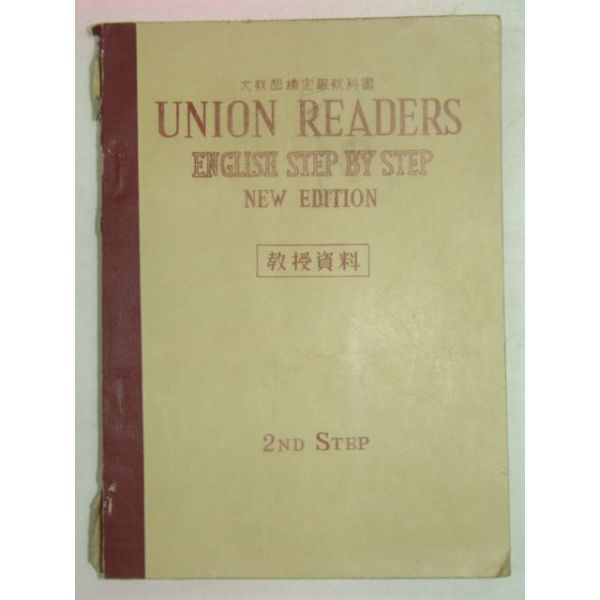 文敎部檢定畢敎科書
UNION READERS
ENGLISH STEP BY STEP
NEW EDITION
敎授資料
2ND STEP